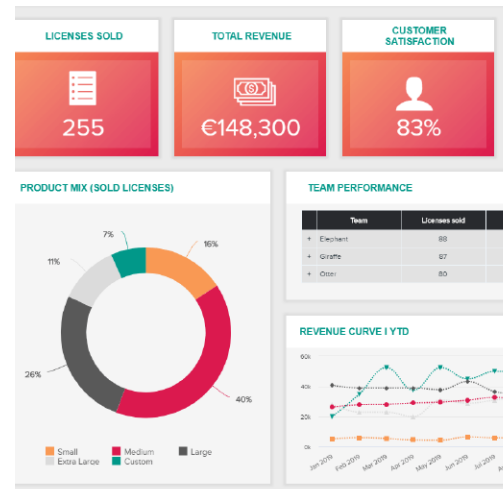 LICENSES SOLD
255
TOTAL REVENUE
€148,300
CUSTOMER
SATISFACTION
83%
PRODUCT MIX (SOLD LICENSES)
7%
16%
11%
26%
40%
Small Medium Large
Extra Large Custom
TEAM PERFORMANCE
Team Licenses sold
+ Elephant 88
+ Giraffe 87
+ Otter 80
REVENUE CURVE I YTD
60k
40k
20k
0k
Jan 2019 Feb 2019 Mar 2019 Apr 2019 May 2019 Jun 2019 Jul 2019